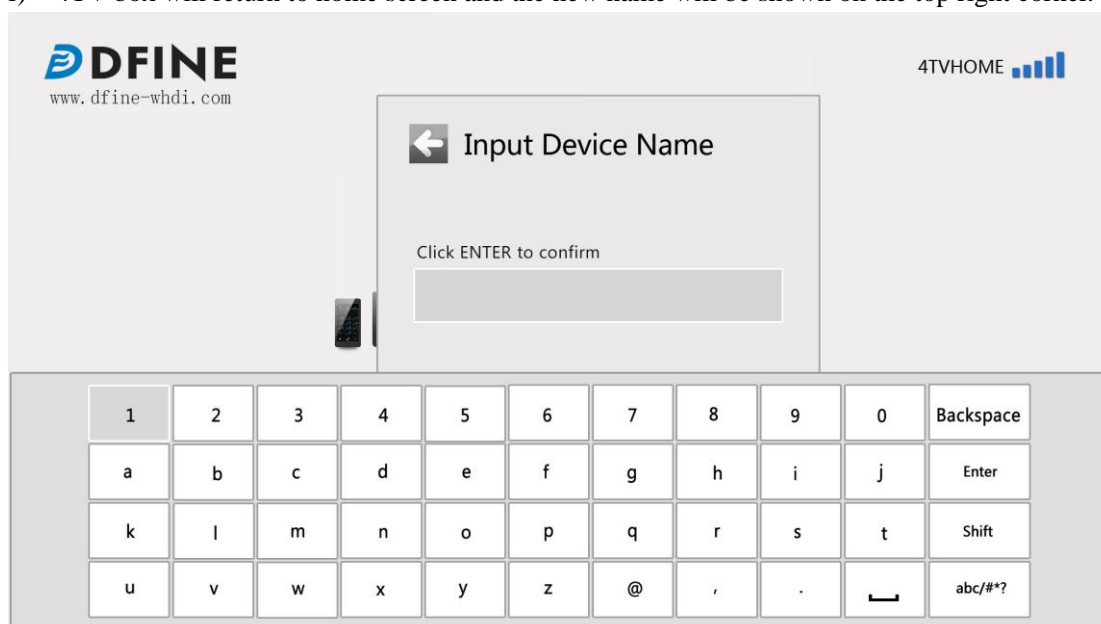 will return to home screen and the new name will be shown on the top right corner.
DFINE
www.dfine-whdi.com
4TVHOME
Input Device Name
Click ENTER to confirm
1 2 3 4 5 6 7 8 9 0 Backspace
a b c d e f g h i j Enter
k l m n o p q r s t Shift
u v w x y z @ , . abc/#*?